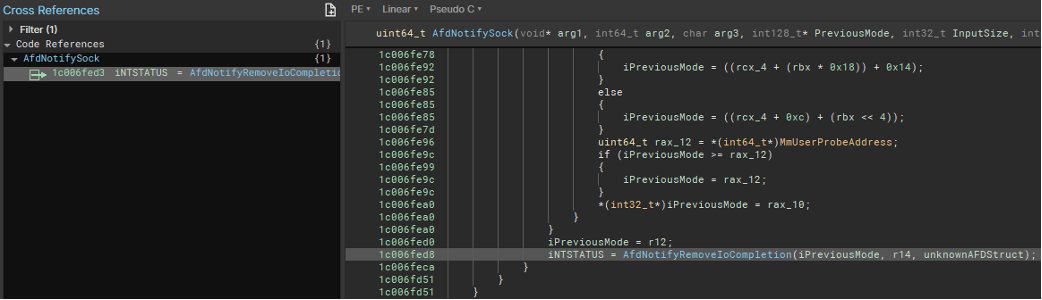 Cross References
Filter (1)
Code References {1}
AfdNotifySock {1}
1c006fed3 iNTSTATUS = AfdNotifyRemoveIoCompletio
PE Linear Pseudo C
uint64_t AfdNotifySock(void* arg1, int64_t arg2, char arg3, int128_t* PreviousMode, int32_t InputSize, int
1c006fe78 {
1c006fe92 iPreviousMode = ((rcx_4 + (rbx * 0x18)) + 0x14);
1c006fe92 }
1c006fe85 else
1c006fe85 {
1c006fe85 iPreviousMode = ((rcx_4 + 0xc) + (rbx << 4));
1c006fe7d }
1c006fe96 uint64_t rax_12 = *(int64_t*)MmUserProbeAddress;
1c006fe9c if (iPreviousMode >= rax_12)
1c006fe99 {
1c006fe9c iPreviousMode = rax_12;
1c006fe9c }
1c006fea0 *(int32_t*)iPreviousMode = rax_10;
1c006fea0 }
1c006fea0 }
1c006fed0 iPreviousMode = r12;
1c006fed8 iNTSTATUS = AfdNotifyRemoveIoCompletion(iPreviousMode, r14, unknownAFDStruct);
1c006feca }
1c006fd51 }
1c006fd51 }